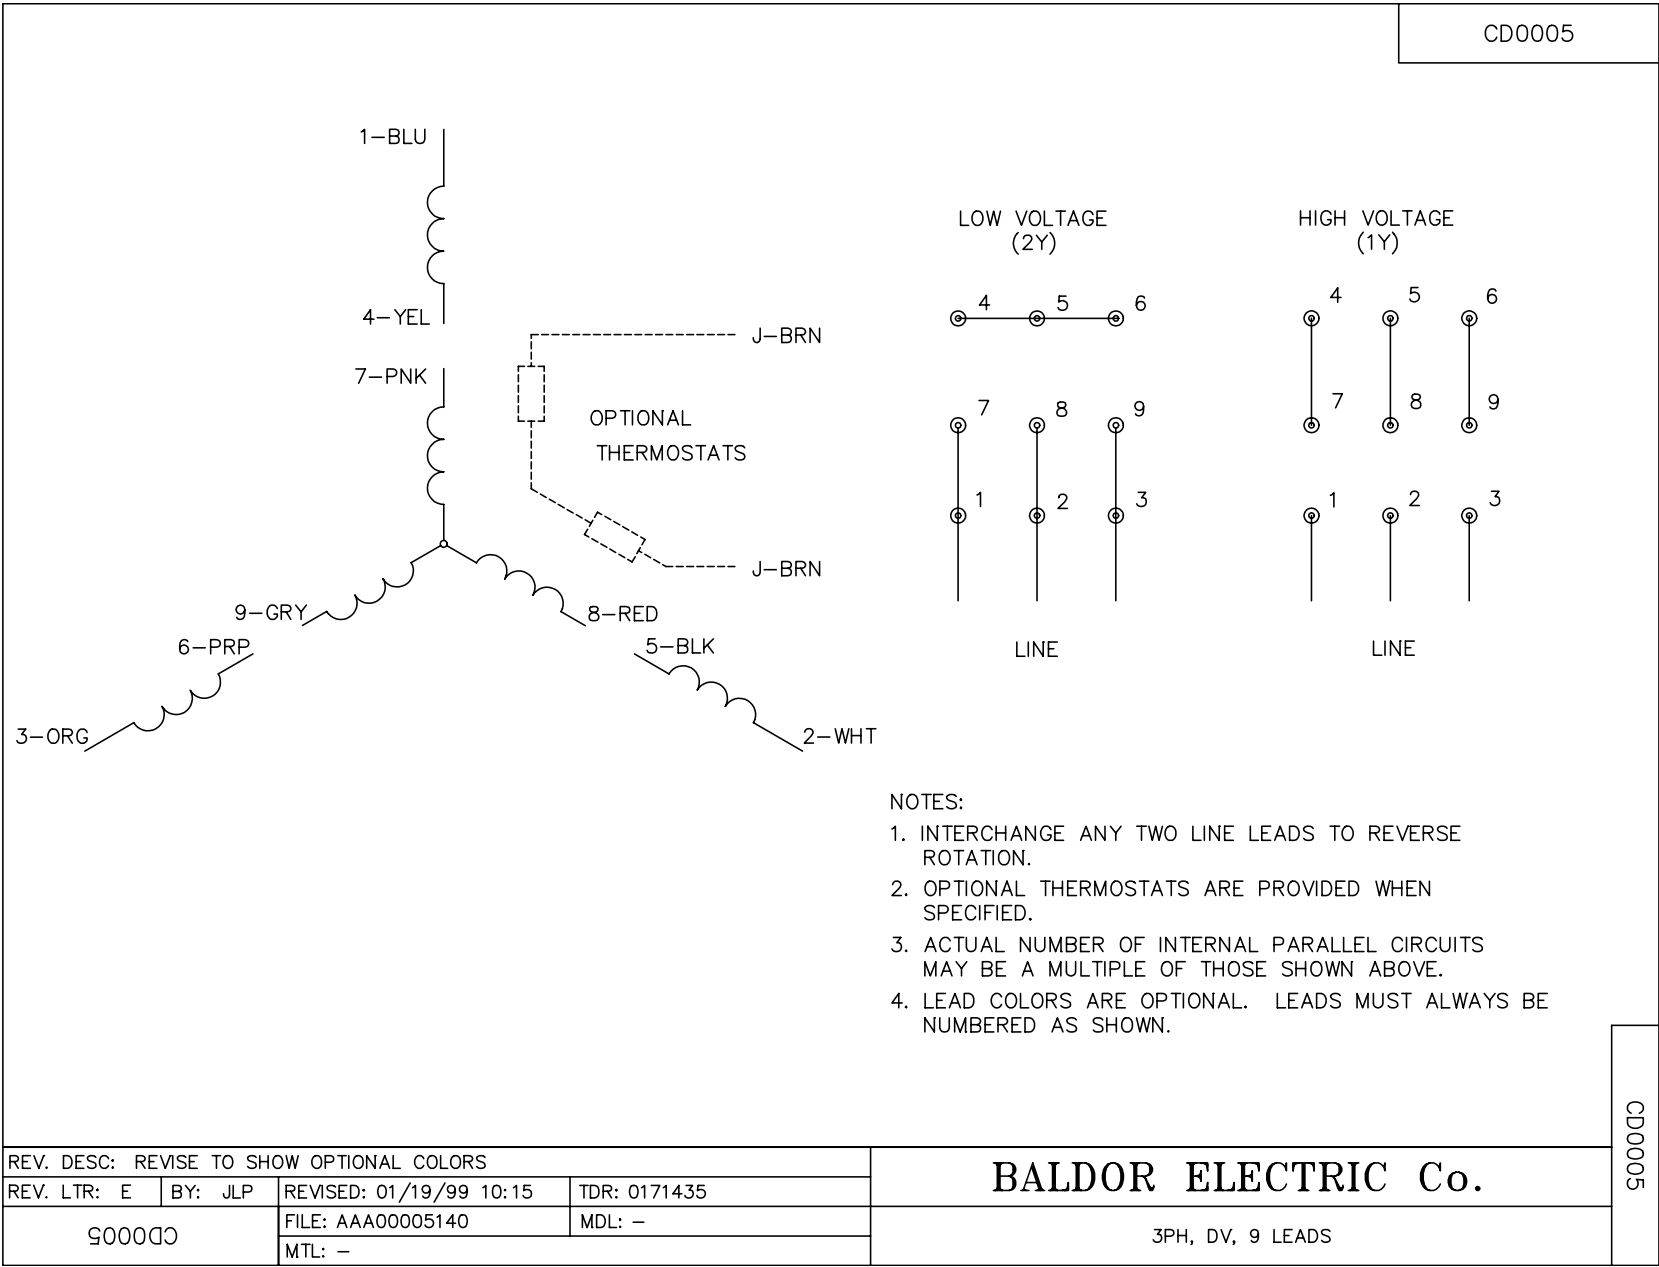 CD0005
1-BLU
4-YEL
7-PNK
J-BRN
OPTIONAL
THERMOSTATS
J-BRN
9-GRY
8-RED
6-PRP
5-BLK
3-ORG
2-WHT
LOW VOLTAGE
(2Y)
4 5 6
7 8 9
1 2 3
LINE
HIGH VOLTAGE
(1Y)
4 5 6
7 8 9
1 2 3
LINE
NOTES:
1. INTERCHANGE ANY TWO LINE LEADS TO REVERSE
ROTATION.
2. OPTIONAL THERMOSTATS ARE PROVIDED WHEN
SPECIFIED.
3. ACTUAL NUMBER OF INTERNAL PARALLEL CIRCUITS
MAY BE A MULTIPLE OF THOSE SHOWN ABOVE.
4. LEAD COLORS ARE OPTIONAL. LEADS MUST ALWAYS BE
NUMBERED AS SHOWN.
CD0005
REV. DESC: REVISE TO SHOW OPTIONAL COLORS
REV. LTR: E BY: JLP REVISED: 01/19/99 10:15 TDR: 0171435
CD0005
FILE: AAA00005140 MDL: -
MTL: -
BALDOR ELECTRIC Co.
3PH, DV, 9 LEADS